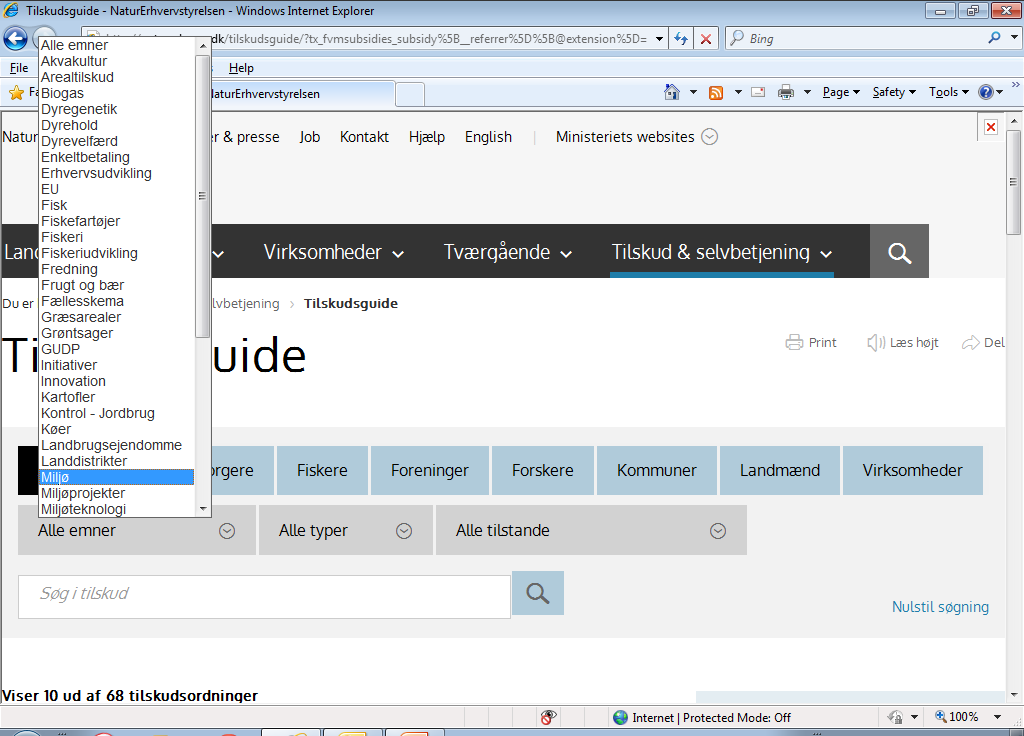 Tilskudsguide - NaturErhvervstyrelsen - Windows Internet Explorer
dk/tilskudsguide/?tx_fvmsubsidies_subsidy%5B__referrer%5D%5B@extension%5D=
Bing
File
Help
NaturErhvervstyrelsen
Page
Safety
Tools
Alle emner
Akvakultur
Arealtilskud
Biogas
Dyregenetik
Dyrehold
Dyrevelfærd
Enkeltbetaling
Erhvervsudvikling
EU
Fisk
Fiskefartøjer
Fiskeri
Fiskeriudvikling
Fredning
Frugt og bær
Fællesskema
Græsarealer
Grøntsager
GUDP
Initiativer
Innovation
Kartofler
Kontrol - Jordbrug
Køer
Landbrugsejendomme
Landdistrikter
Miljø
Miljøprojekter
Miljøteknologi
Natur
r & presse
Job
Kontakt
Hjælp
English
Ministeriets websites
Land
Virksomheder
Tværgående
Tilskud & selvbetjening
Du er
lvbetjening
Tilskudsguide
Ti
uide
Print
Læs højt
Del
orgere
Fiskere
Foreninger
Forskere
Kommuner
Landmænd
Virksomheder
Alle emner
Alle typer
Alle tilstande
Søg i tilskud
Nulstil søgning
Viser 10 ud af 68 tilskudsordninger
Internet | Protected Mode: Off
100%